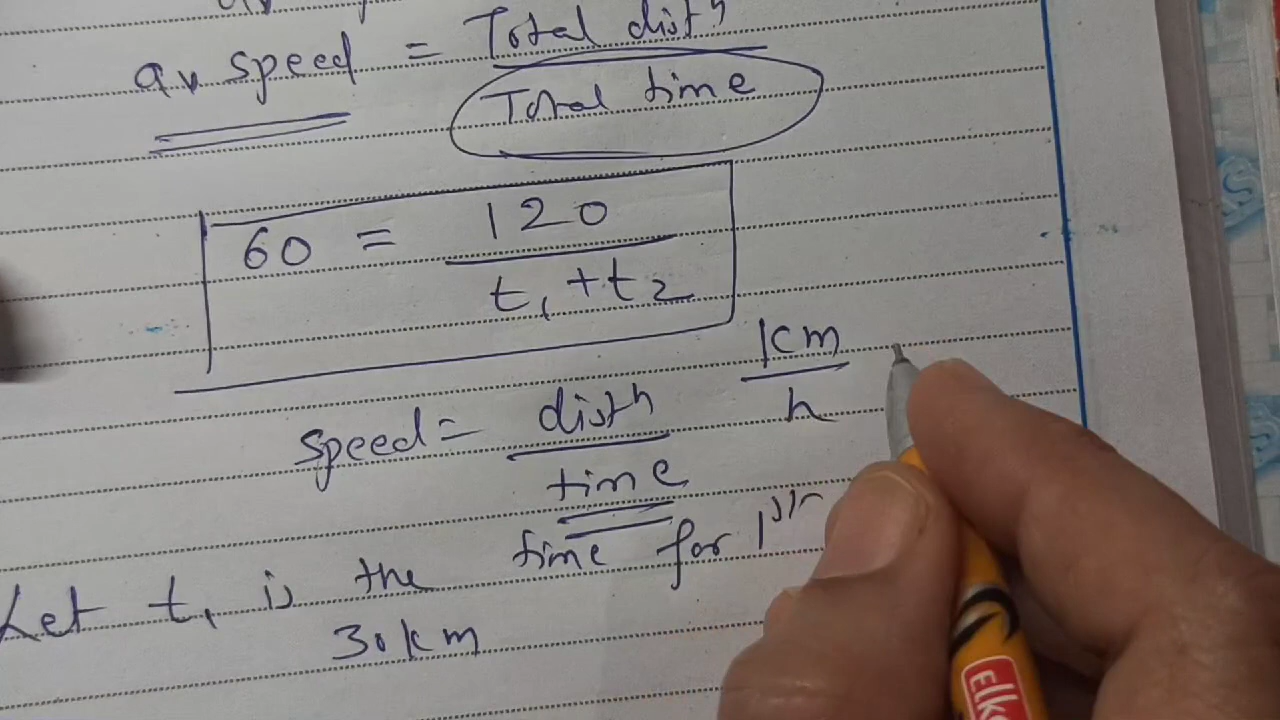 av speed = Total distⁿ
Total time
60 = 120
t₁ + t₂
speed = distⁿ km
time h
Let t₁ is the time for 1st
30 km
Elko